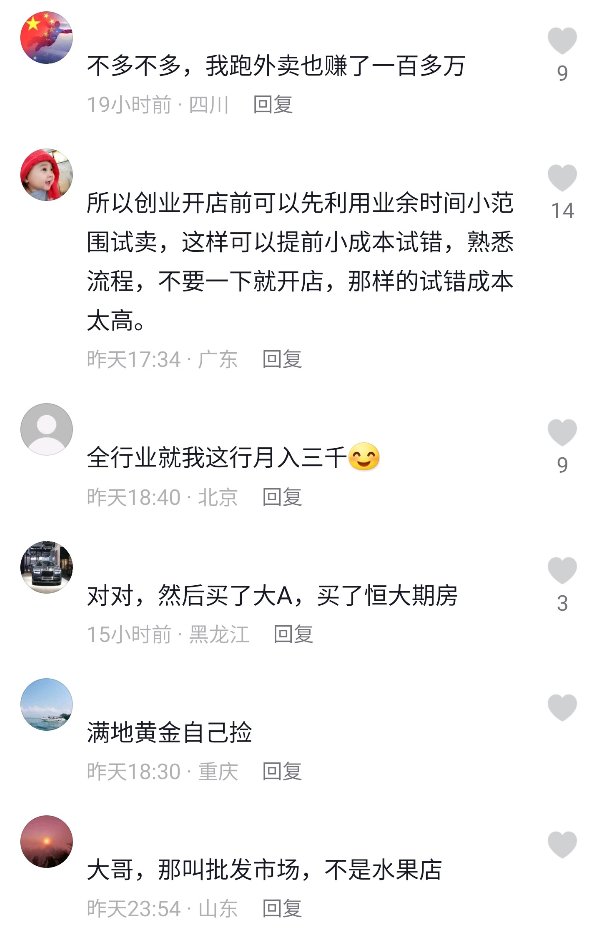 不多不多，我跑外卖也赚了一百多万
9
19小时前 · 四川 回复
所以创业开店前可以先利用业余时间小范
14
围试卖，这样可以提前小成本试错，熟悉
流程，不要一下就开店，那样的试错成本
太高。
昨天17:34 · 广东 回复
全行业就我这行月入三千😊
9
昨天18:40 · 北京 回复
对对，然后买了大A，买了恒大期房
3
15小时前 · 黑龙江 回复
满地黄金自己捡
昨天18:30 · 重庆 回复
大哥，那叫批发市场，不是水果店
昨天23:54 · 山东 回复